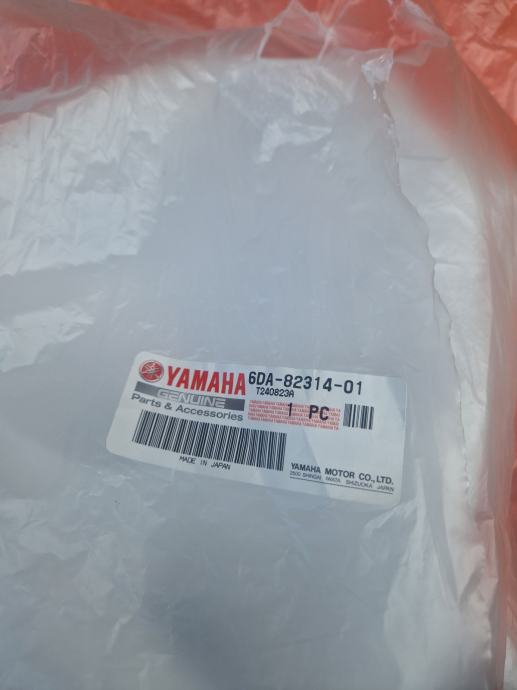 YAMAHA 6DA-82314-01
GENUINE T240823A
Parts & Accessories 1 PC
MADE IN JAPAN
YAMAHA MOTOR CO.,LTD.
2500 SHINGAI, IWATA SHIZUOKA JAPAN